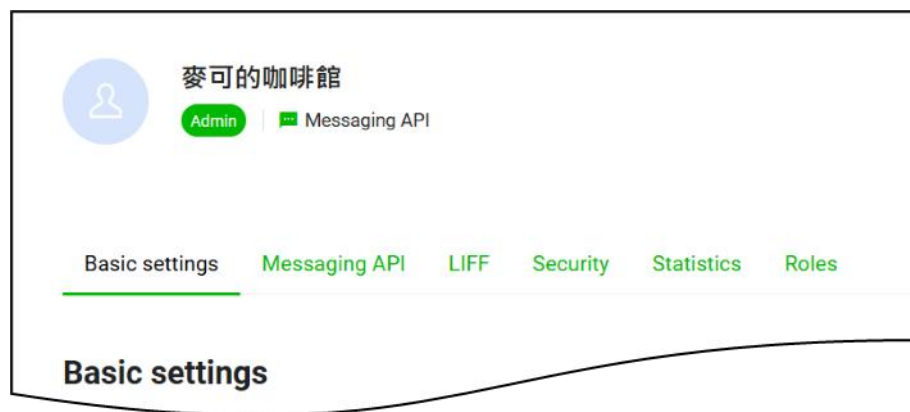 麥可的咖啡館
Admin Messaging API
Basic settings Messaging API LIFF Security Statistics Roles
Basic settings